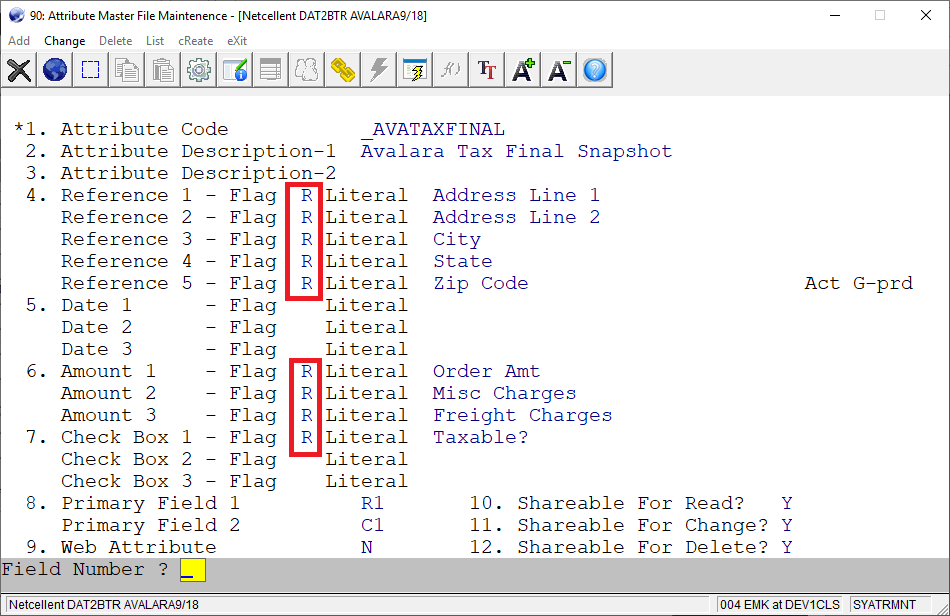 90: Attribute Master File Maintenence - [Netcellent DAT2BTR AVALARA9/18]
Add Change Delete List cReate eXit
f() TT A+ A- ?
*1. Attribute Code _AVATAXFINAL
2. Attribute Description-1 Avalara Tax Final Snapshot
3. Attribute Description-2
4. Reference 1 - Flag R Literal Address Line 1
Reference 2 - Flag R Literal Address Line 2
Reference 3 - Flag R Literal City
Reference 4 - Flag R Literal State
Reference 5 - Flag R Literal Zip Code Act G-prd
5. Date 1 - Flag Literal
Date 2 - Flag Literal
Date 3 - Flag Literal
6. Amount 1 - Flag R Literal Order Amt
Amount 2 - Flag R Literal Misc Charges
Amount 3 - Flag R Literal Freight Charges
7. Check Box 1 - Flag R Literal Taxable?
Check Box 2 - Flag Literal
Check Box 3 - Flag Literal
8. Primary Field 1 R1 10. Shareable For Read? Y
Primary Field 2 C1 11. Shareable For Change? Y
9. Web Attribute N 12. Shareable For Delete? Y
Field Number ? _
Netcellent DAT2BTR AVALARA9/18 004 EMK at DEV1CLS SYATRMNT